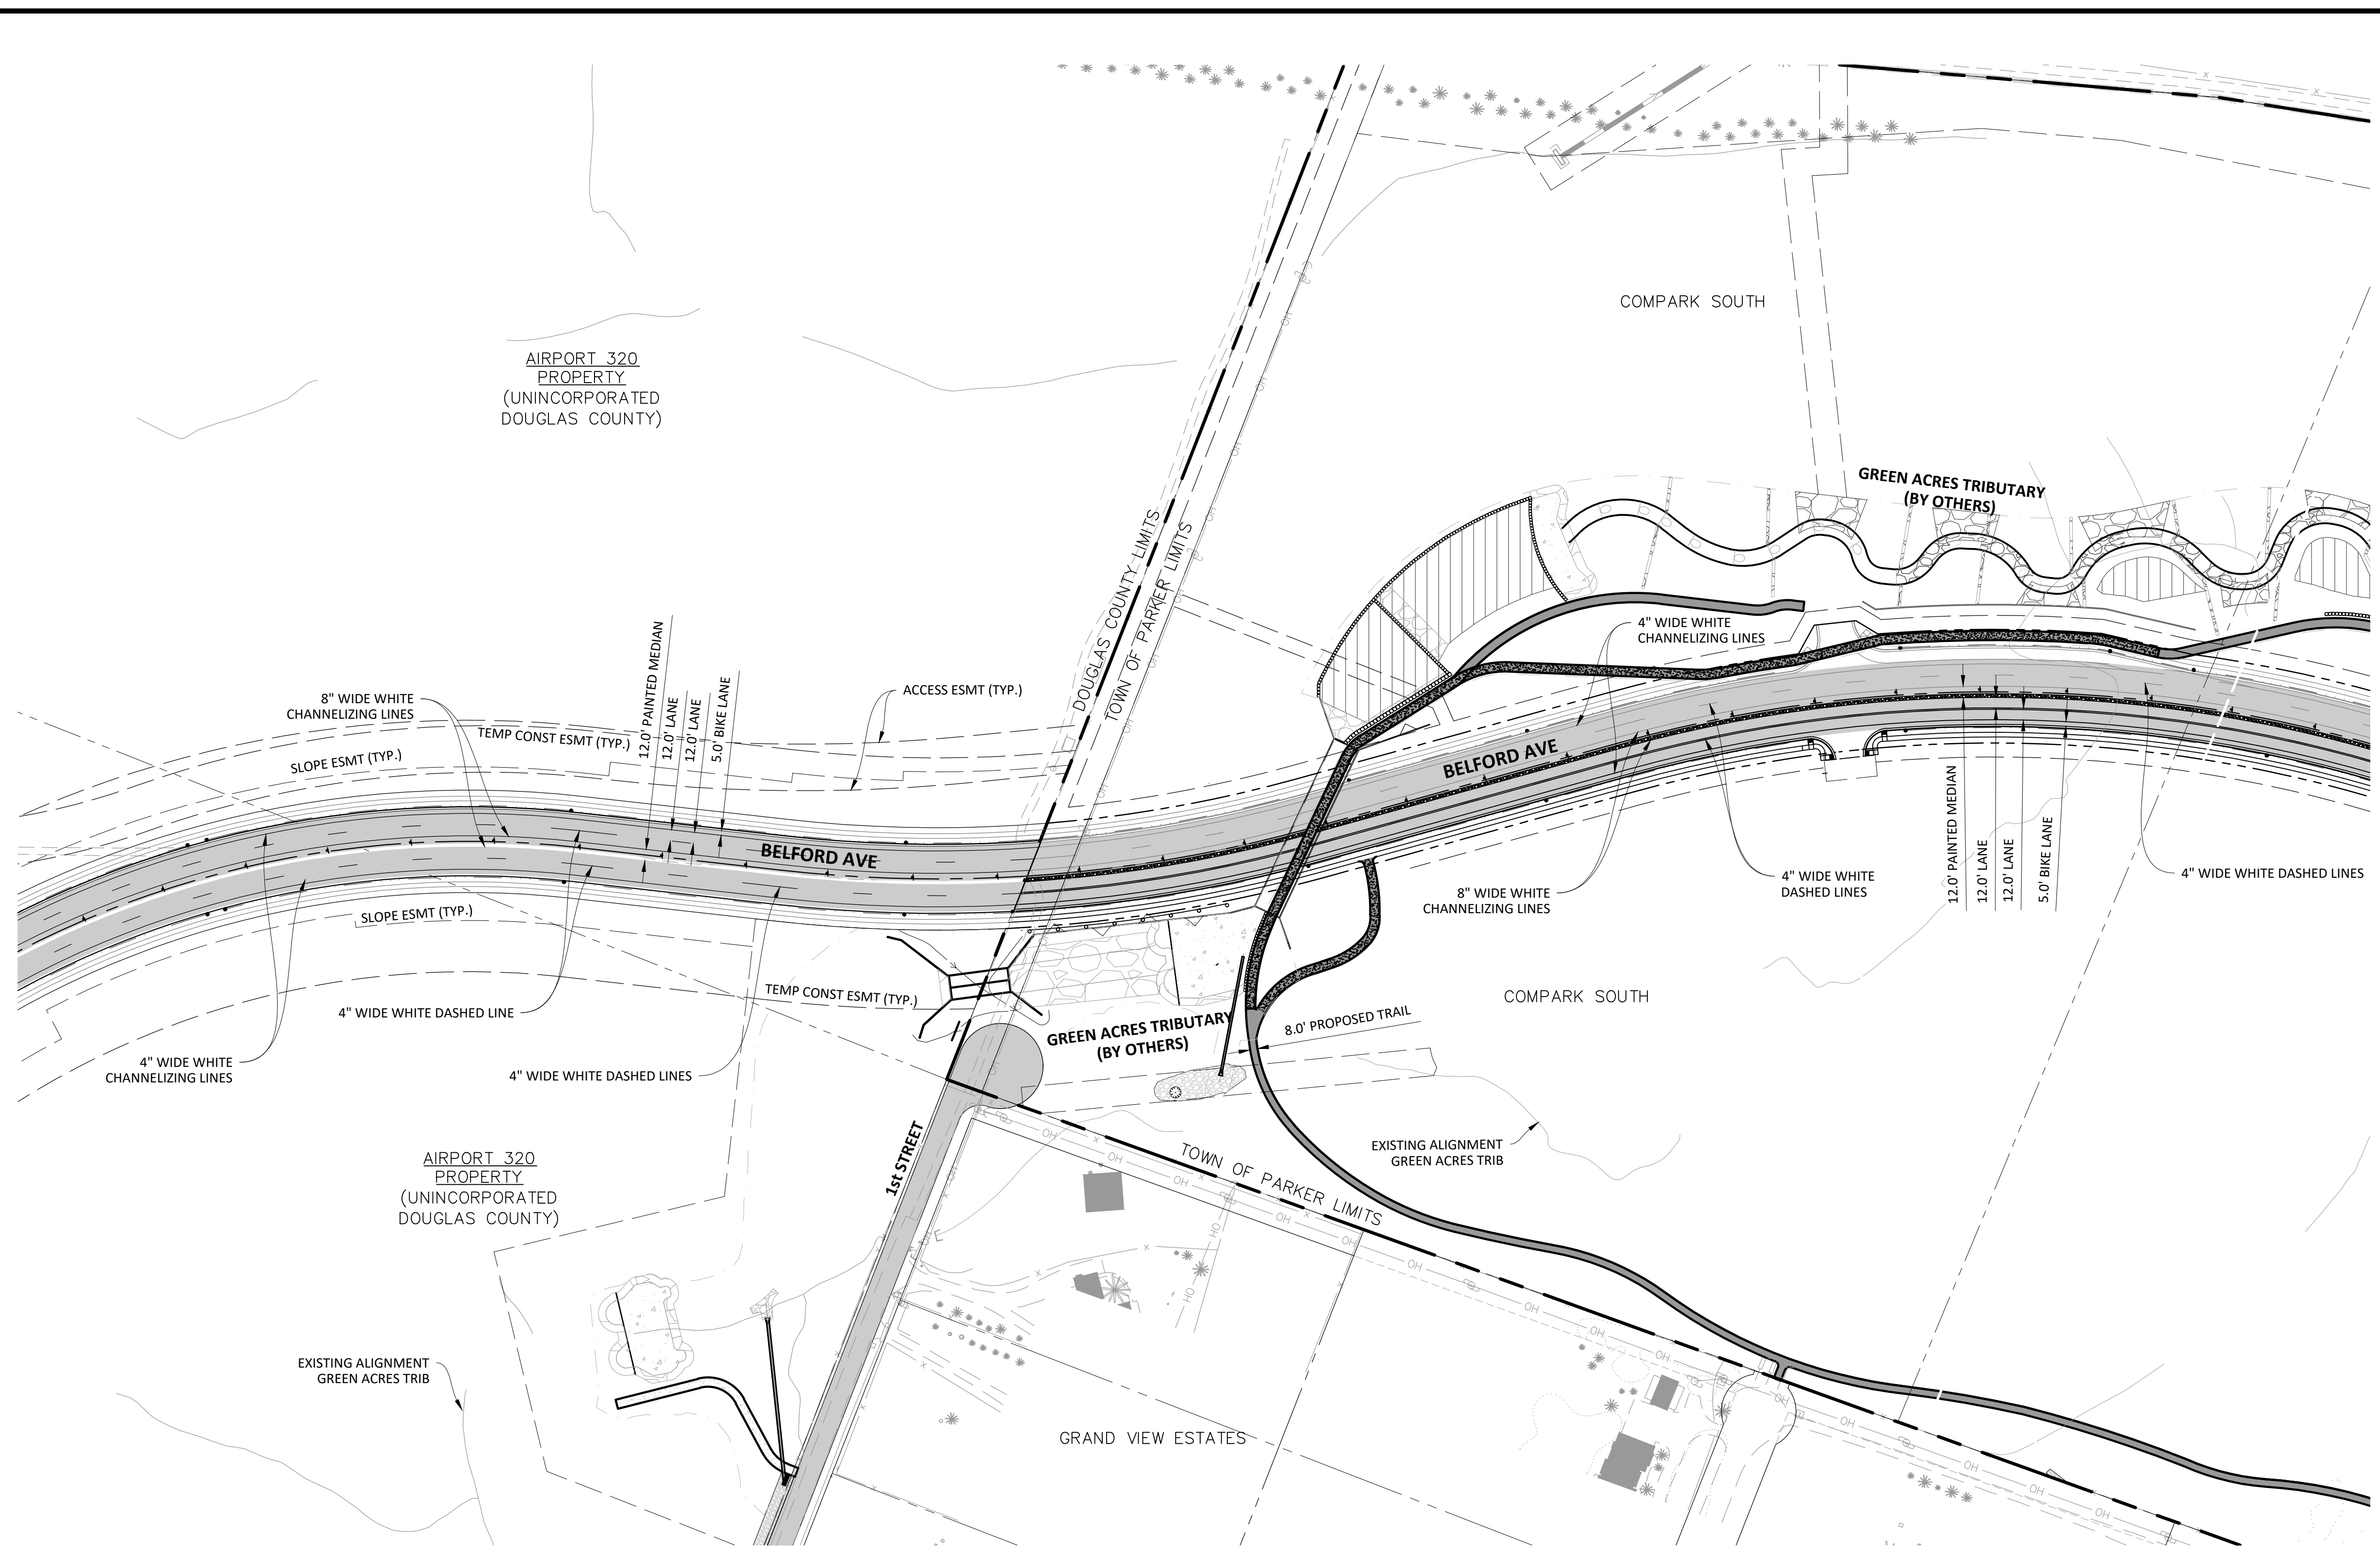 COMPARK SOUTH
AIRPORT 320
PROPERTY
(UNINCORPORATED
DOUGLAS COUNTY)
GREEN ACRES TRIBUTARY
(BY OTHERS)
DOUGLAS COUNTY LIMITS
TOWN OF PARKER LIMITS
4" WIDE WHITE
CHANNELIZING LINES
8" WIDE WHITE
CHANNELIZING LINES
12.0' PAINTED MEDIAN
12.0' LANE
12.0' LANE
5.0' BIKE LANE
ACCESS ESMT (TYP.)
TEMP CONST ESMT (TYP.)
SLOPE ESMT (TYP.)
BELFORD AVE
BELFORD AVE
12.0' PAINTED MEDIAN
12.0' LANE
12.0' LANE
5.0' BIKE LANE
4" WIDE WHITE DASHED LINES
4" WIDE WHITE
DASHED LINES
8" WIDE WHITE
CHANNELIZING LINES
SLOPE ESMT (TYP.)
TEMP CONST ESMT (TYP.)
COMPARK SOUTH
4" WIDE WHITE DASHED LINE
8.0' PROPOSED TRAIL
GREEN ACRES TRIBUTARY
(BY OTHERS)
4" WIDE WHITE
CHANNELIZING LINES
4" WIDE WHITE DASHED LINES
1st STREET
EXISTING ALIGNMENT
GREEN ACRES TRIB
TOWN OF PARKER LIMITS
AIRPORT 320
PROPERTY
(UNINCORPORATED
DOUGLAS COUNTY)
EXISTING ALIGNMENT
GREEN ACRES TRIB
GRAND VIEW ESTATES